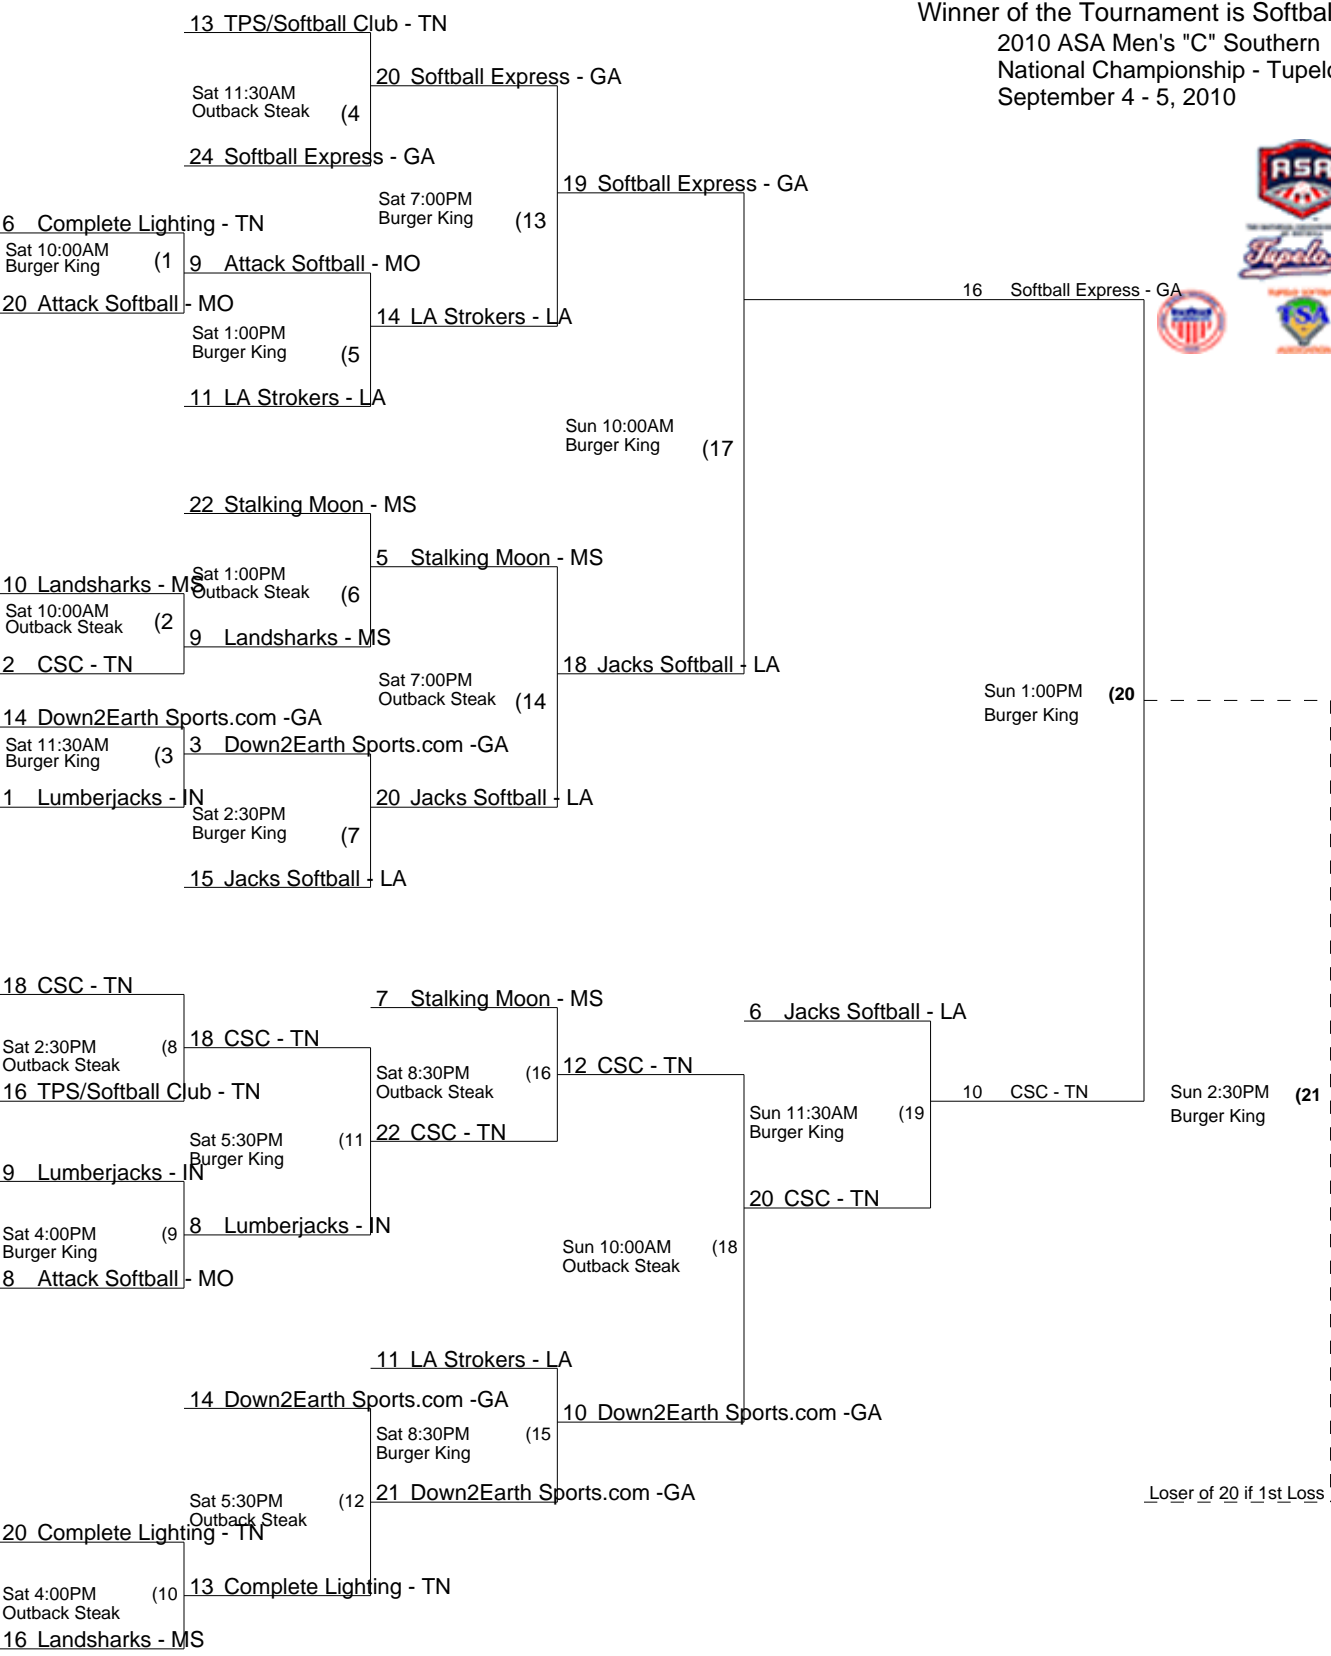 Winner of the Tournament is
2010 ASA Men's "C" Southern
National Championship -
September 4 - 5, 2010
ASA
Tupelo
TSA
13 TPS/Softball Club - TN
Sat 11:30AM
Outback Steak (4
20 Softball Express - GA
24 Softball Express - GA
Sat 7:00PM
Burger King (13
19 Softball Express - GA
6 Complete Lighting - TN
Sat 10:00AM
Burger King (1
9 Attack Softball - MO
20 Attack Softball - MO
Sat 1:00PM
Burger King (5
14 LA Strokers - LA
11 LA Strokers - LA
16 Softball Express - GA
Sun 10:00AM
Burger King (17
22 Stalking Moon - MS
5 Stalking Moon - MS
Sat 1:00PM
Outback Steak (6
10 Landsharks - MS
Sat 10:00AM
Outback Steak (2
9 Landsharks - MS
2 CSC - TN
Sat 7:00PM
Outback Steak (14
18 Jacks Softball - LA
Sun 1:00PM (20
Burger King
14 Down2Earth Sports.com -GA
Sat 11:30AM
Burger King (3
3 Down2Earth Sports.com -GA
1 Lumberjacks - IN
Sat 2:30PM
Burger King (7
20 Jacks Softball - LA
15 Jacks Softball - LA
18 CSC - TN
7 Stalking Moon - MS
6 Jacks Softball - LA
Sat 2:30PM (8
Outback Steak
18 CSC - TN
16 TPS/Softball Club - TN
Sat 8:30PM (16
Outback Steak
12 CSC - TN
10 CSC - TN
Sun 2:30PM (21
Burger King
Sun 11:30AM (19
Burger King
Sat 5:30PM (11
Burger King
22 CSC - TN
9 Lumberjacks - IN
20 CSC - TN
Sat 4:00PM (9
Burger King
8 Lumberjacks - IN
8 Attack Softball - MO
Sun 10:00AM (18
Outback Steak
11 LA Strokers - LA
14 Down2Earth Sports.com -GA
10 Down2Earth Sports.com -GA
Sat 8:30PM (15
Burger King
21 Down2Earth Sports.com -GA
Sat 5:30PM (12
Outback Steak
Loser of 20 if 1st Loss
20 Complete Lighting - TN
Sat 4:00PM (10
Outback Steak
13 Complete Lighting - TN
16 Landsharks - MS